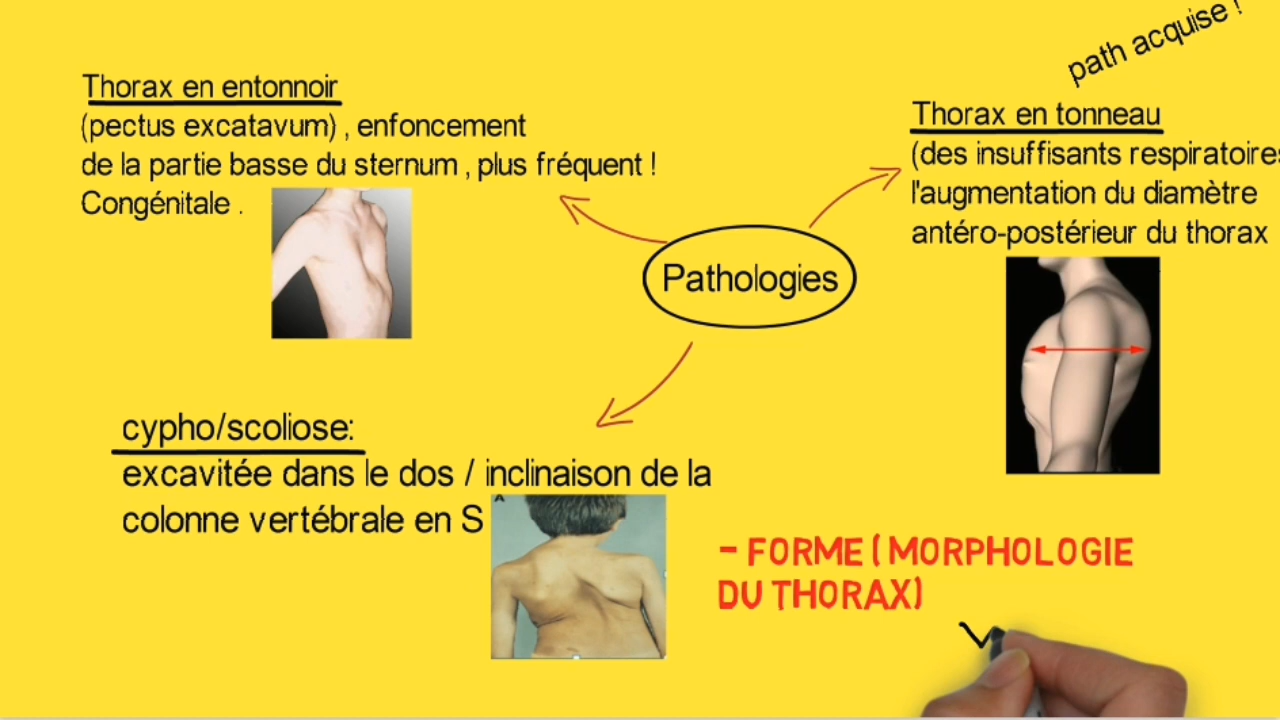 path acquise !
Thorax en entonnoir
(pectus excatavum) , enfoncement
de la partie basse du sternum , plus fréquent !
Congénitale .
Thorax en tonneau
(des insuffisants respiratoires
l'augmentation du diamètre
antéro-postérieur du thorax
Pathologies
cypho/scoliose:
excavitée dans le dos / inclinaison de la
colonne vertébrale en S
A
- FORME ( MORPHOLOGIE
DU THORAX)